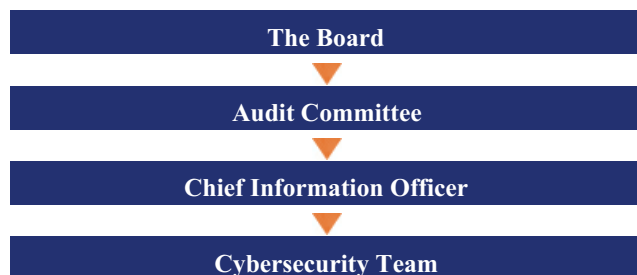 The Board
Audit Committee
Chief Information Officer
Cybersecurity Team